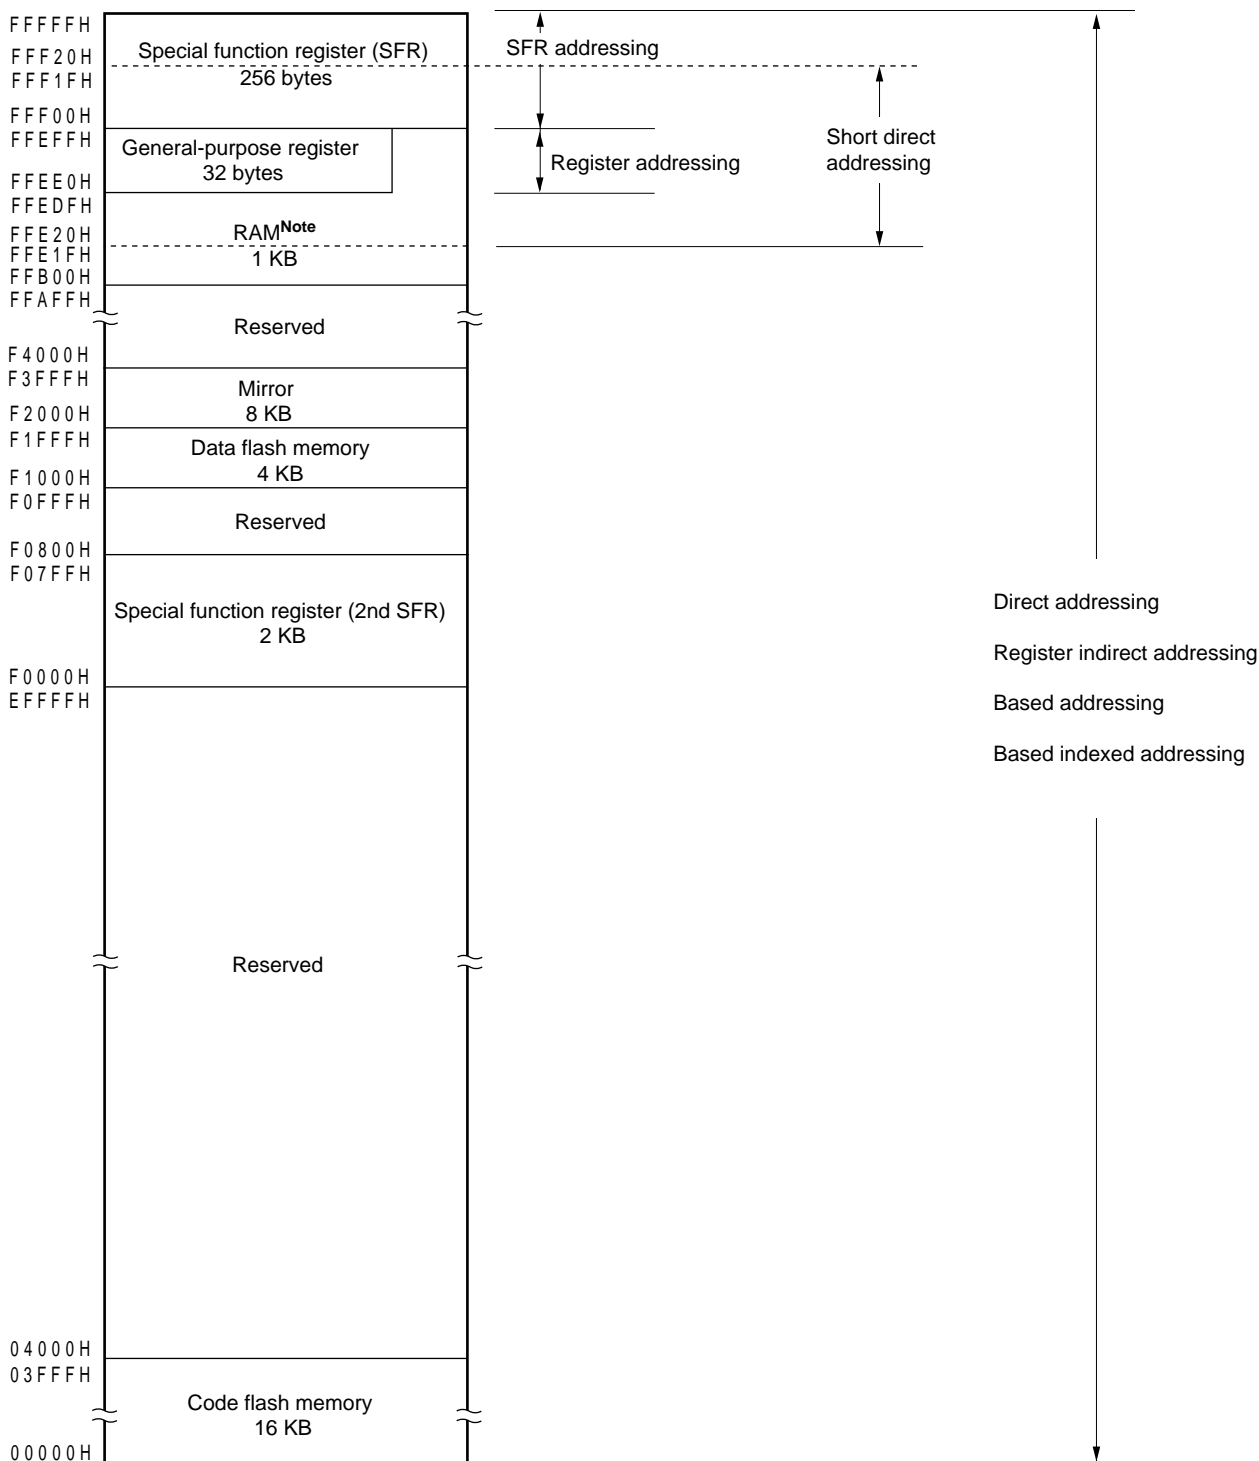 FFFFFH
FFF20H
FFF1FH
FFF00H
FFEFFH
FFEE0H
FFEDFH
FFE20H
FFE1FH
FFB00H
FFAFFH
F4000H
F3FFFH
F2000H
F1FFFH
F1000H
F0FFFH
F0800H
F07FFH
F0000H
EFFFFH
04000H
03FFFH
00000H
Special function register (SFR)
256 bytes
General-purpose register
32 bytes
RAMNote
1 KB
Reserved
Mirror
8 KB
Data flash memory
4 KB
Reserved
Special function register (2nd SFR)
2 KB
Reserved
Code flash memory
16 KB
SFR addressing
Register addressing
Short direct
addressing
Direct addressing
Register indirect addressing
Based addressing
Based indexed addressing